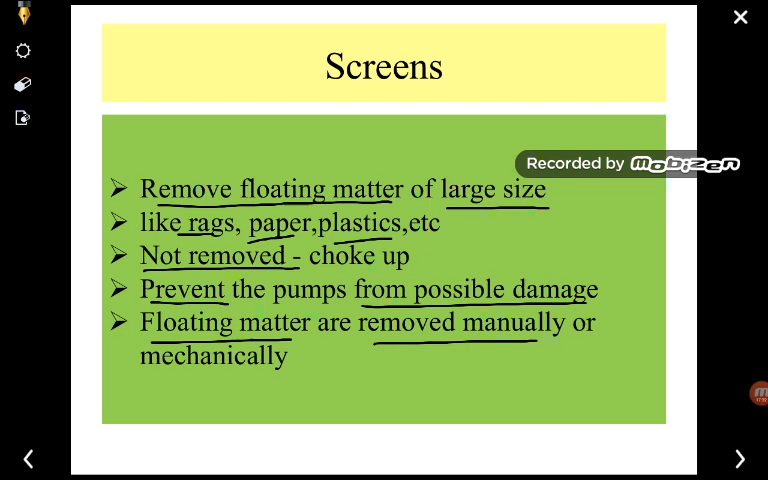 Screens
Recorded by mobizen
➤ Remove floating matter of large size
➤ like rags, paper,plastics,etc
➤ Not removed - choke up
➤ Prevent the pumps from possible damage
➤ Floating matter are removed manually or
mechanically